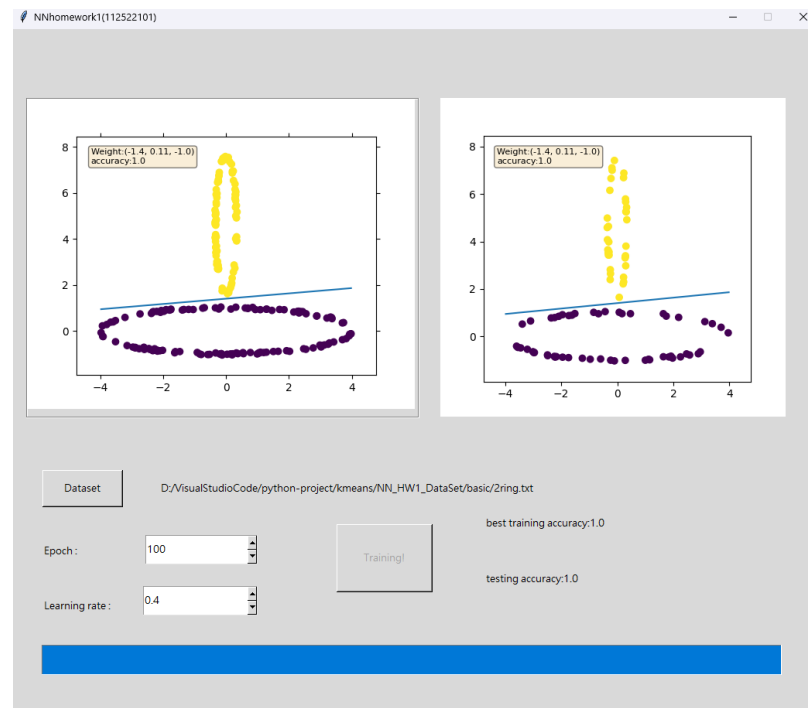 NNhomework1(112522101)
Weight:(-1.4, 0.11, -1.0)
accuracy:1.0
8
6
4
2
0
−4
−2
0
2
4
Weight:(-1.4, 0.11, -1.0)
accuracy:1.0
8
6
4
2
0
−4
−2
0
2
4
Dataset
D:/VisualStudioCode/python-project/kmeans/NN_HW1_DataSet/basic/2ring.txt
best training accuracy:1.0
Epoch :
100
Training!
testing accuracy:1.0
Learning rate :
0.4